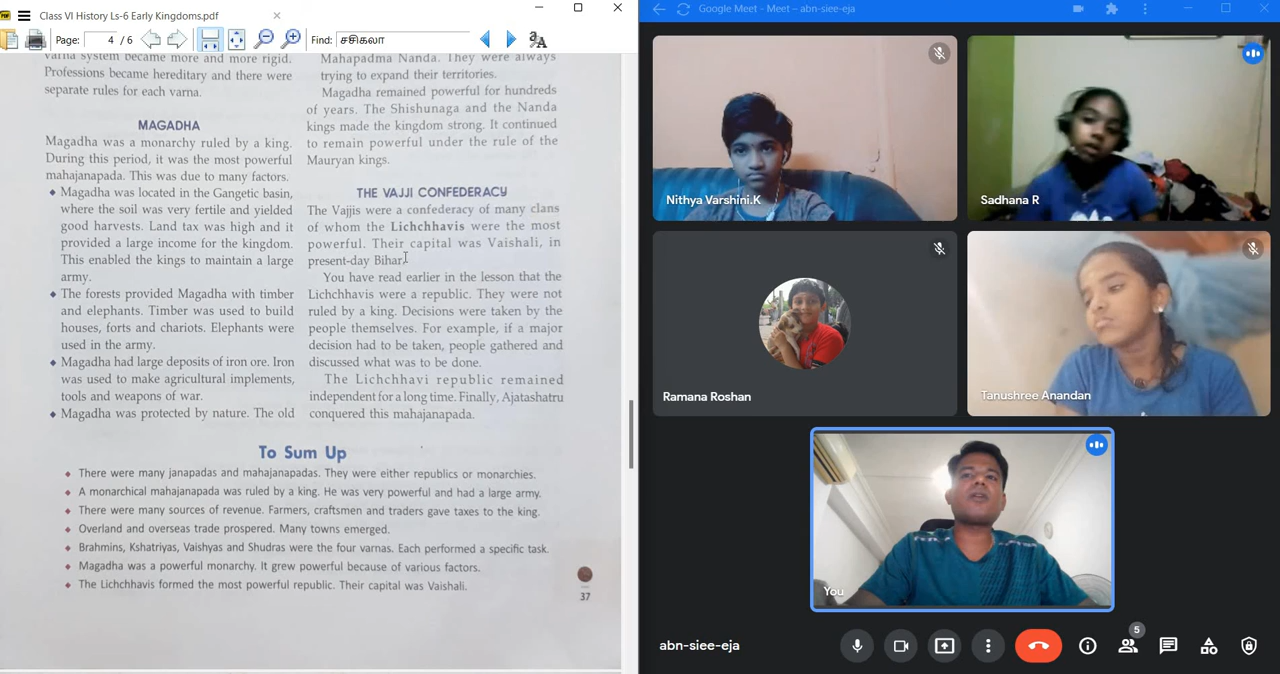 Class VI History Ls-6 Early Kingdoms.pdf
Page: 4 / 6
Find:
varna system became more and more rigid.
Professions became hereditary and there were
separate rules for each varna.
MAGADHA
Magadha was a monarchy ruled by a king.
During this period, it was the most powerful
mahajanapada. This was due to many factors.
Magadha was located in the Gangetic basin,
where the soil was very fertile and yielded
good harvests. Land tax was high and it
provided a large income for the kingdom.
This enabled the kings to maintain a large
army.
The forests provided Magadha with timber
and elephants. Timber was used to build
houses, forts and chariots. Elephants were
used in the army.
Magadha had large deposits of iron ore. Iron
was used to make agricultural implements,
tools and weapons of war.
Magadha was protected by nature. The old
Mahapadma Nanda. They were always
trying to expand their territories.
Magadha remained powerful for hundreds
of years. The Shishunaga and the Nanda
kings made the kingdom strong. It continued
to remain powerful under the rule of the
Mauryan kings.
THE VAJJI CONFEDERACY
The Vajjis were a confederacy of many clans
of whom the Lichchhavis were the most
powerful. Their capital was Vaishali, in
present-day Bihar.
You have read earlier in the lesson that the
Lichchhavis were a republic. They were not
ruled by a king. Decisions were taken by the
people themselves. For example, if a major
decision had to be taken, people gathered and
discussed what was to be done.
The Lichchhavi republic remained
independent for a long time. Finally, Ajatashatru
conquered this mahajanapada.
To Sum Up
There were many janapadas and mahajanapadas. They were either republics or monarchies.
A monarchical mahajanapada was ruled by a king. He was very powerful and had a large army.
There were many sources of revenue. Farmers, craftsmen and traders gave taxes to the king.
Overland and overseas trade prospered. Many towns emerged.
Brahmins, Kshatriyas, Vaishyas and Shudras were the four varnas. Each performed a specific task.
Magadha was a powerful monarchy. It grew powerful because of various factors.
The Lichchhavis formed the most powerful republic. Their capital was Vaishali.
37
Google Meet - Meet – abn-siee-eja
Nithya Varshini.K
Sadhana R
Ramana Roshan
Tanushree Anandan
You
abn-siee-eja
5